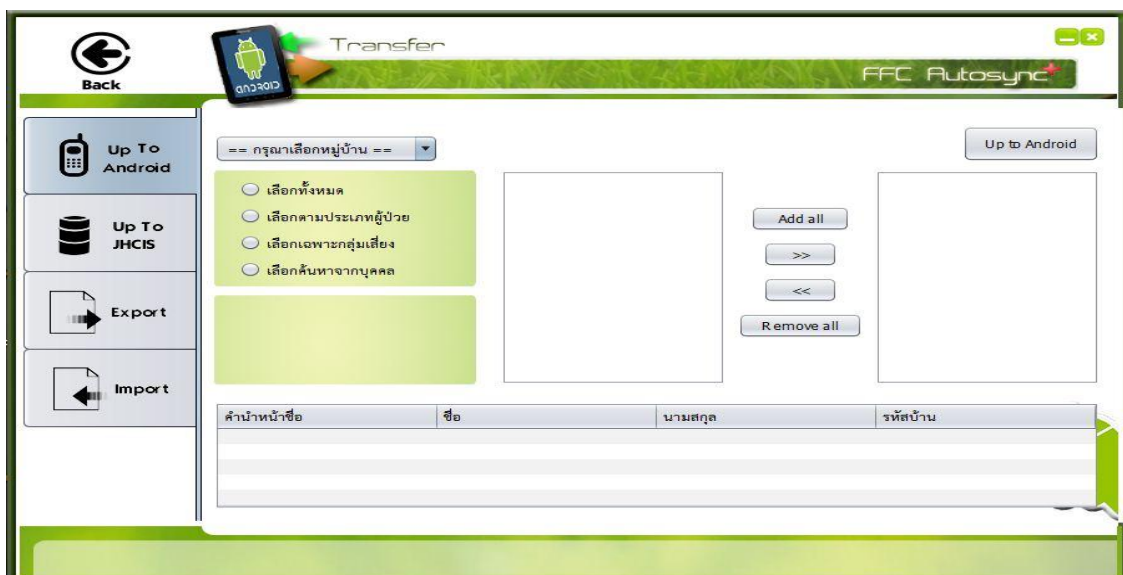 Transfer
FFC Autosync
Back
ANDROID
Up To
Android
Up To
JHCIS
Export
Import
== กรุณาเลือกหมู่บ้าน ==
Up to Android
เลือกทั้งหมด
เลือกตามประเภทผู้ป่วย
เลือกเฉพาะกลุ่มเสี่ยง
เลือกค้นหาจากบุคคล
Add all
>>
<<
Remove all
คำนำหน้าชื่อ ชื่อ นามสกุล รหัสบ้าน